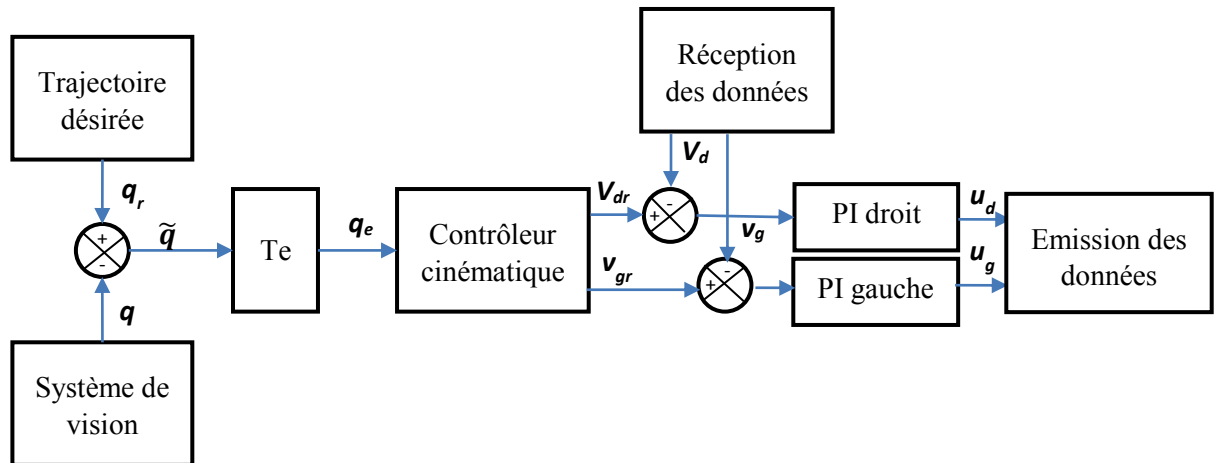 Trajectoire
désirée
Réception
des données
q_r
V_d
+
-
q̃
Te
q_e
Contrôleur
cinématique
V_dr
+
-
v_g
PI droit
u_d
Emission des
données
q
v_gr
+
-
PI gauche
u_g
Système de
vision